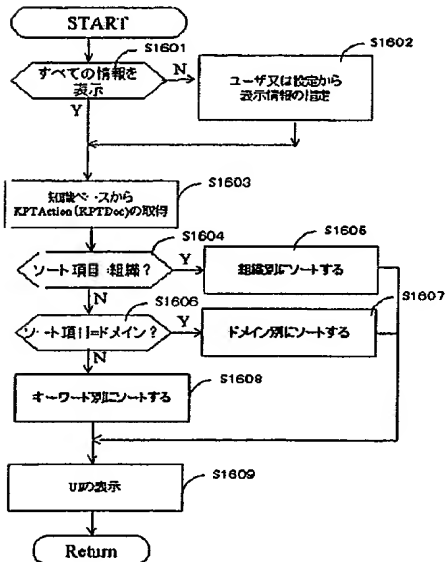 START
S1601
すべての情報を
表示
N
Y
S1602
ユーザ又は設定から
表示情報の指定
S1603
知識ベースから
KPTAction(KPTDoc)の取得
S1604
ソート項目=組織?
Y
N
S1605
組織別にソートする
S1606
ソート項目=ドメイン?
Y
N
S1607
ドメイン別にソートする
S1608
キーワード別にソートする
S1609
UIの表示
Return